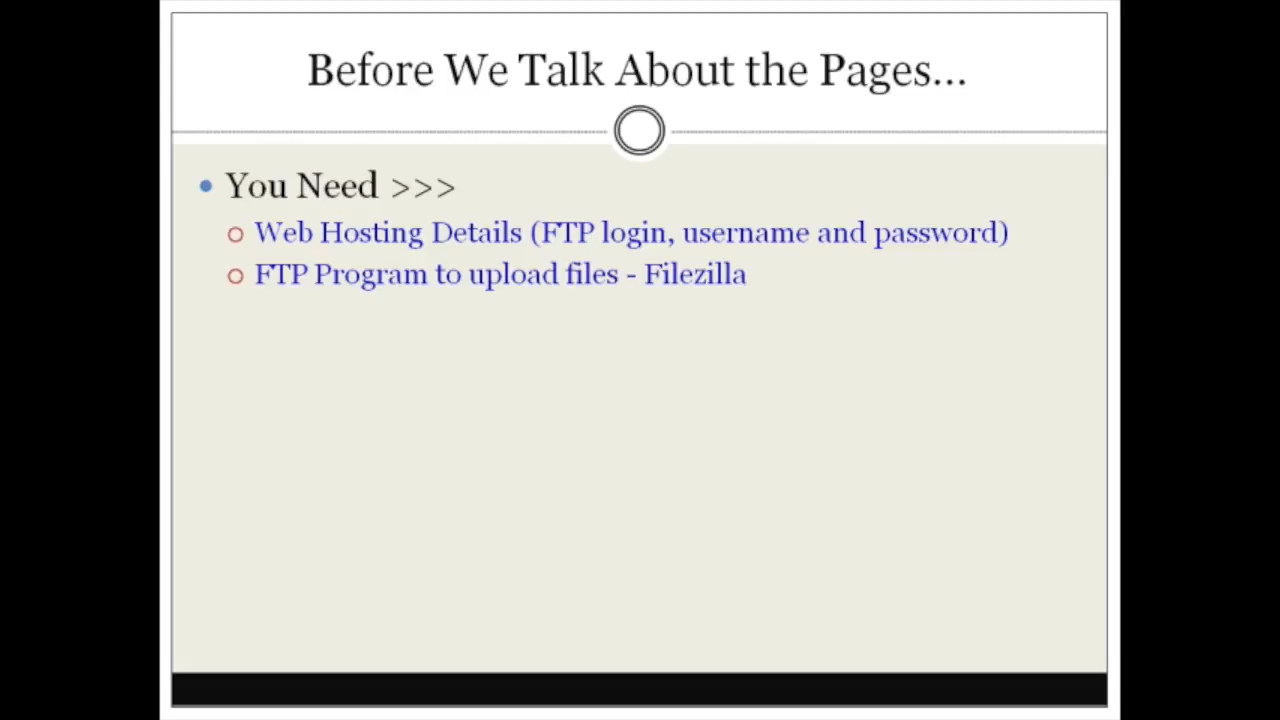 Before We Talk About the Pages...
You Need >>>
Web Hosting Details (FTP login, username and password)
FTP Program to upload files - Filezilla